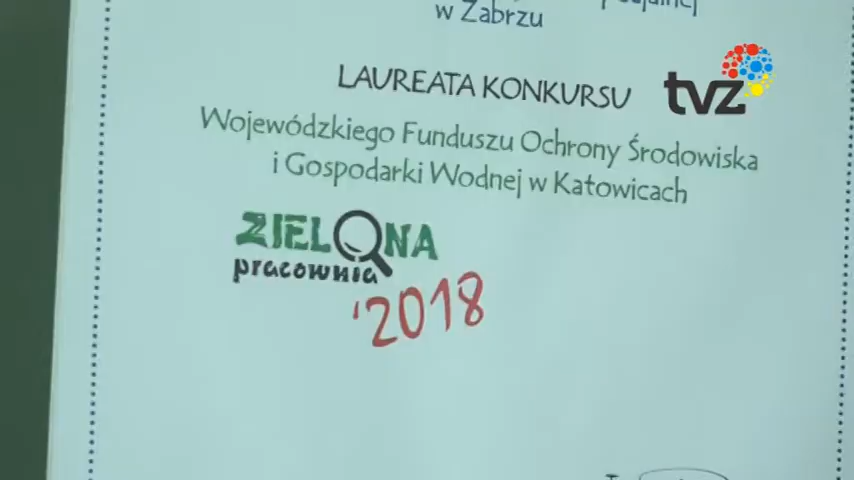 w Zabrzu
LAUREATA KONKURSU
tvz
Wojewódzkiego Funduszu Ochrony Środowiska
i Gospodarki Wodnej w Katowicach
ZIELONA
pracownia
'2018